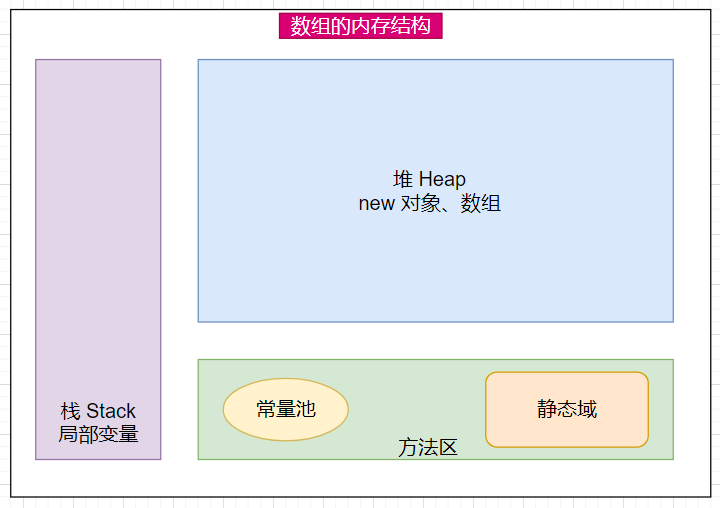 数组的内存结构
堆 Heap
new 对象、数组
栈 Stack
局部变量
常量池
静态域
方法区